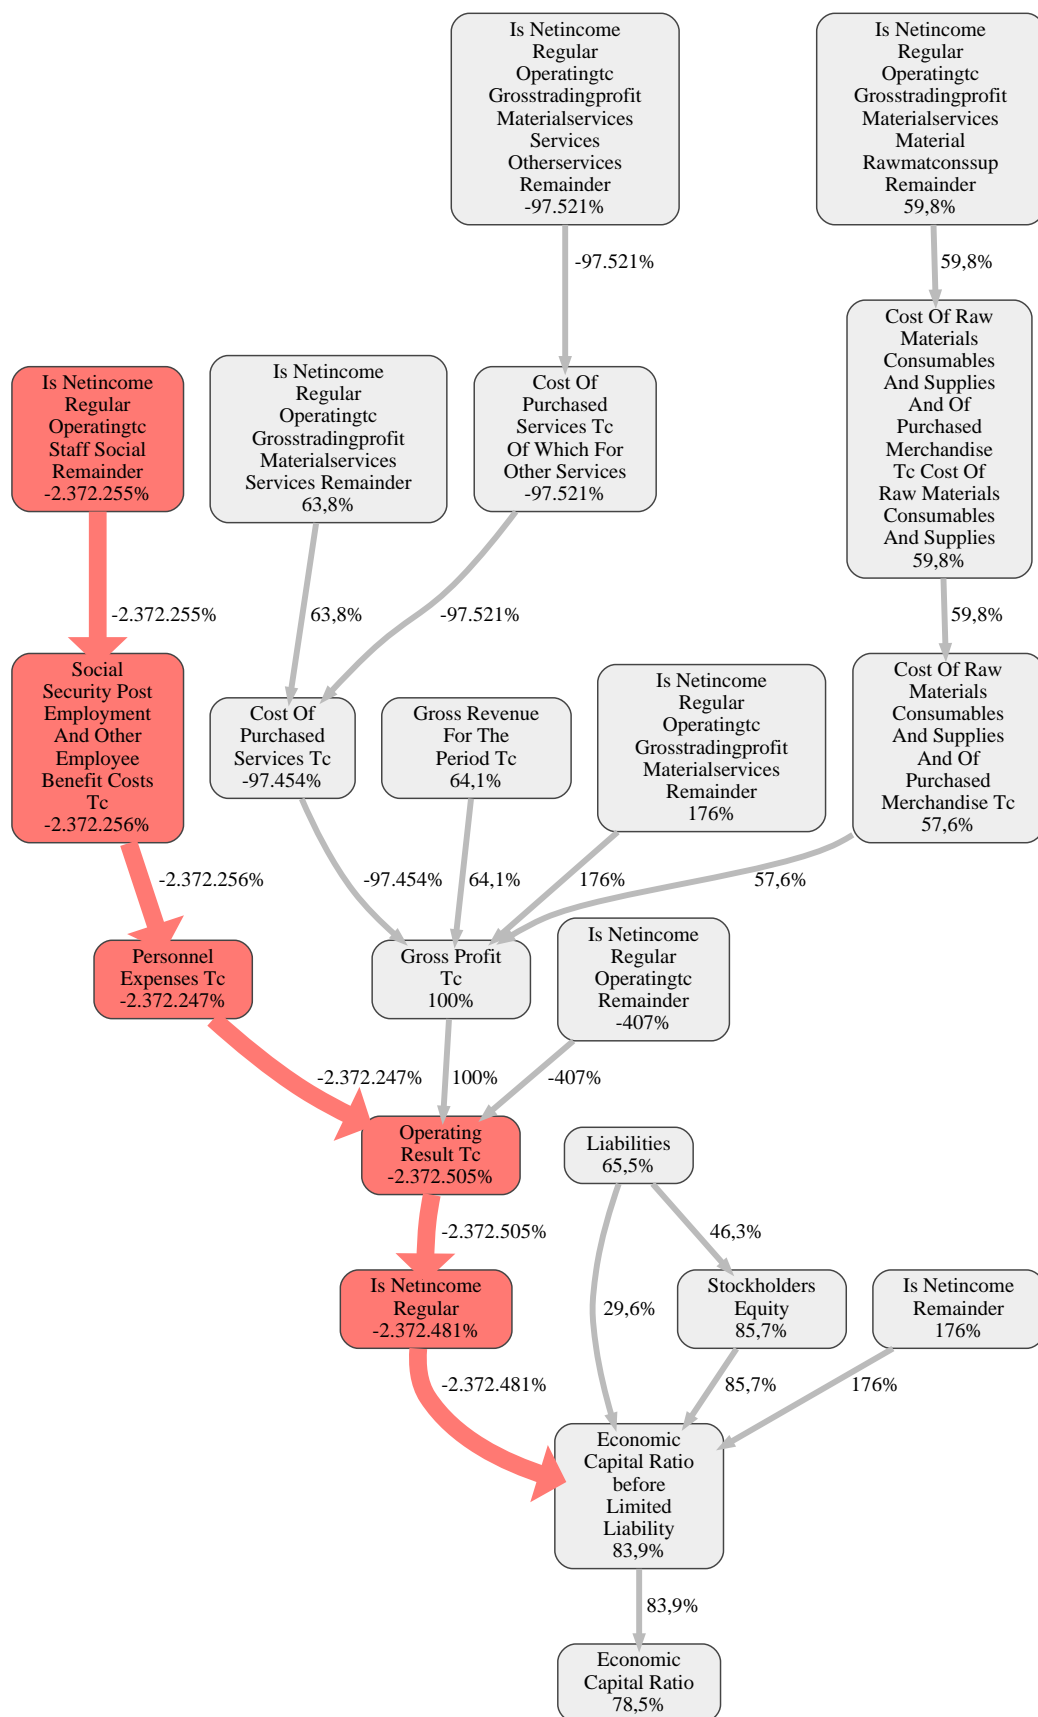 Is Netincome
Regular
Operatingtc
Grosstradingprofit
Materialservices
Services
Otherservices
Remainder
-97.521%
Is Netincome
Regular
Operatingtc
Grosstradingprofit
Materialservices
Material
Rawmatconssup
Remainder
59,8%
-97.521%
59,8%
Is Netincome
Regular
Operatingtc
Staff Social
Remainder
-2.372.255%
Is Netincome
Regular
Operatingtc
Grosstradingprofit
Materialservices
Services Remainder
63,8%
Cost Of
Purchased
Services Tc
Of Which For
Other Services
-97.521%
Cost Of Raw
Materials
Consumables
And Supplies
And Of
Purchased
Merchandise
Tc Cost Of
Raw Materials
Consumables
And Supplies
59,8%
-2.372.255%
63,8%
-97.521%
59,8%
Social
Security Post
Employment
And Other
Employee
Benefit Costs
Tc
-2.372.256%
Cost Of
Purchased
Services Tc
-97.454%
Gross Revenue
For The
Period Tc
64,1%
Is Netincome
Regular
Operatingtc
Grosstradingprofit
Materialservices
Remainder
176%
Cost Of Raw
Materials
Consumables
And Supplies
And Of
Purchased
Merchandise Tc
57,6%
-2.372.256%
-97.454%
64,1%
176%
57,6%
Personnel
Expenses Tc
-2.372.247%
Gross Profit
Tc
100%
Is Netincome
Regular
Operatingtc
Remainder
-407%
-2.372.247%
100%
-407%
Operating
Result Tc
-2.372.505%
Liabilities
65,5%
-2.372.505%
46,3%
29,6%
Is Netincome
Regular
-2.372.481%
Stockholders
Equity
85,7%
Is Netincome
Remainder
176%
-2.372.481%
85,7%
176%
Economic
Capital Ratio
before
Limited
Liability
83,9%
83,9%
Economic
Capital Ratio
78,5%